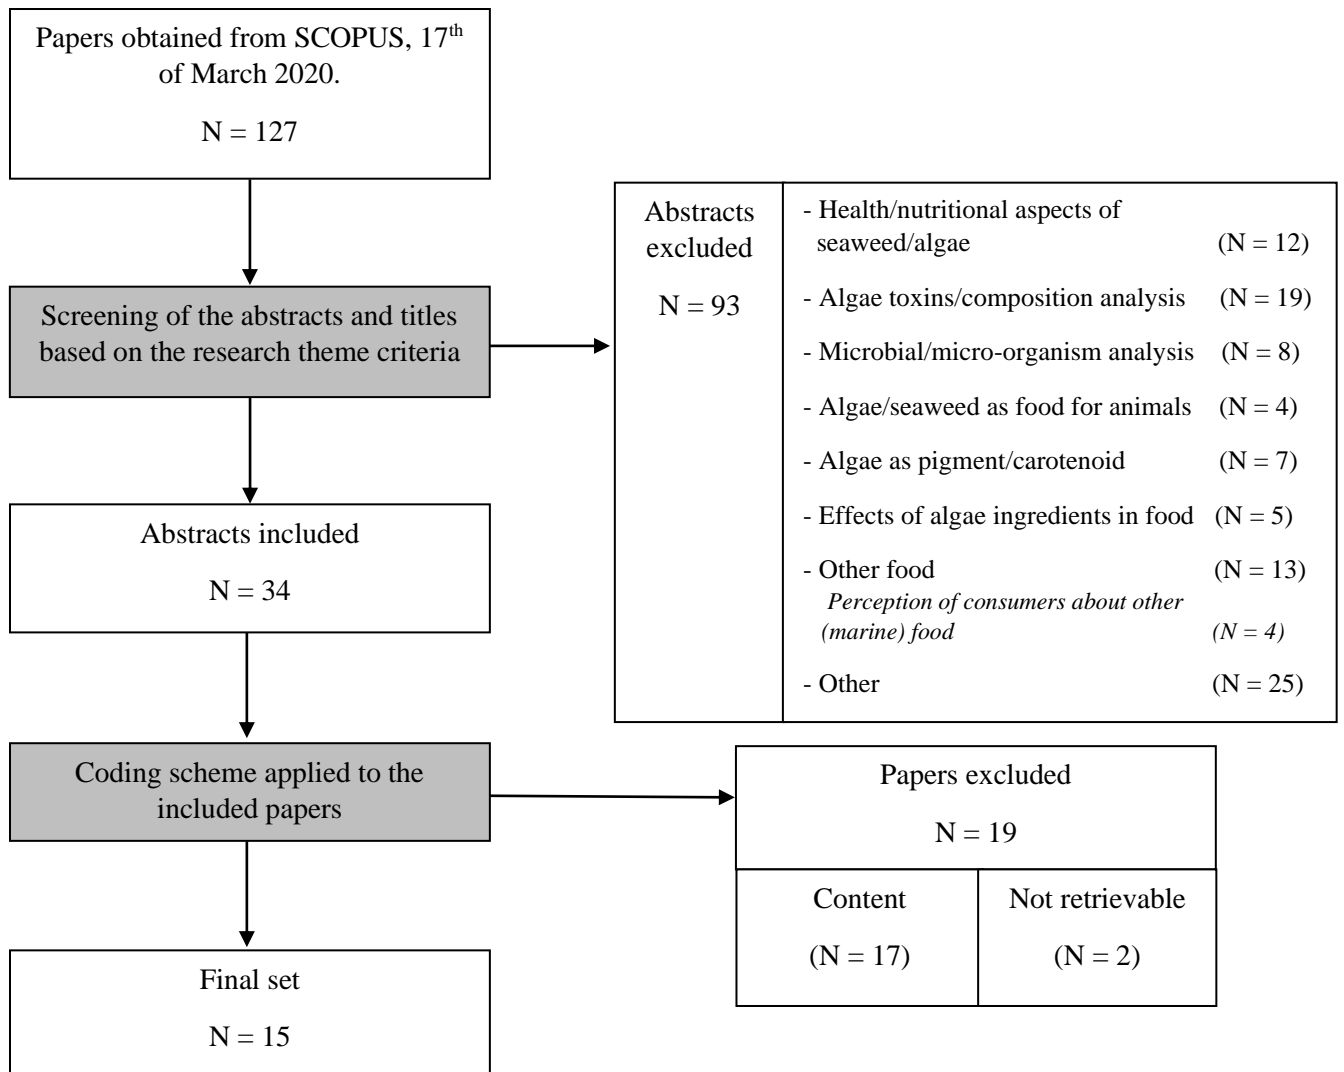 Papers obtained from SCOPUS, 17th
of March 2020.
N = 127
Screening of the abstracts and titles
based on the research theme criteria
Abstracts
excluded
N = 93
- Health/nutritional aspects of
seaweed/algae (N = 12)
- Algae toxins/composition analysis (N = 19)
- Microbial/micro-organism analysis (N = 8)
- Algae/seaweed as food for animals (N = 4)
- Algae as pigment/carotenoid (N = 7)
- Effects of algae ingredients in food (N = 5)
- Other food (N = 13)
Perception of consumers about other
(marine) food (N = 4)
- Other (N = 25)
Abstracts included
N = 34
Coding scheme applied to the
included papers
Papers excluded
N = 19
Content
(N = 17)
Not retrievable
(N = 2)
Final set
N = 15